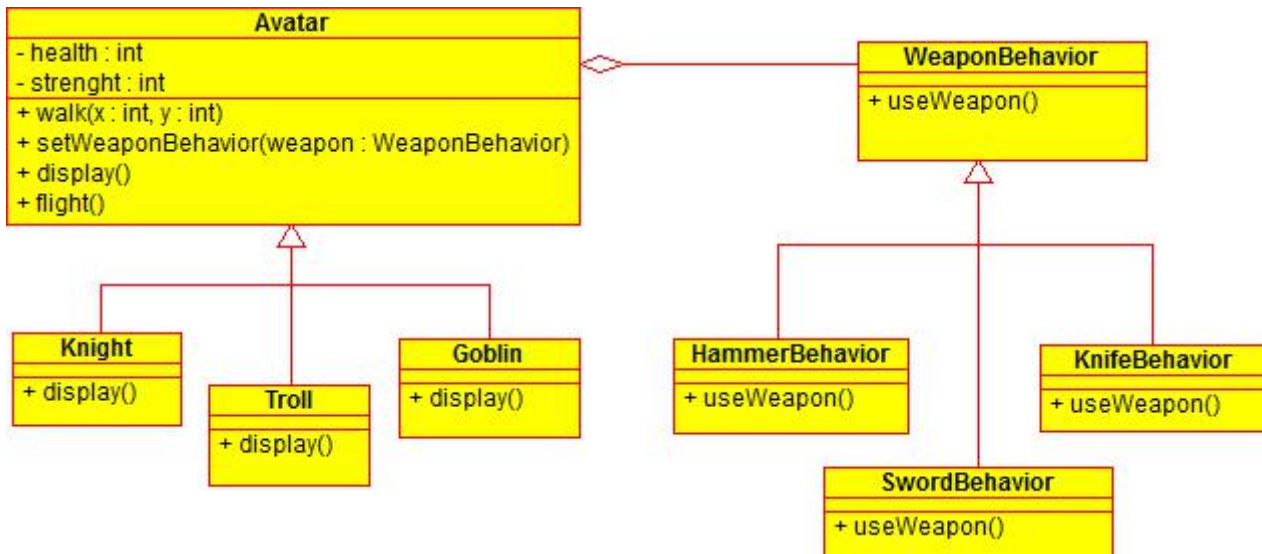 Avatar
- health : int
- strenght : int
+ walk(x : int, y : int)
+ setWeaponBehavior(weapon : WeaponBehavior)
+ display()
+ flight()
WeaponBehavior
+ useWeapon()
Knight
+ display()
Troll
+ display()
Goblin
+ display()
HammerBehavior
+ useWeapon()
SwordBehavior
+ useWeapon()
KnifeBehavior
+ useWeapon()